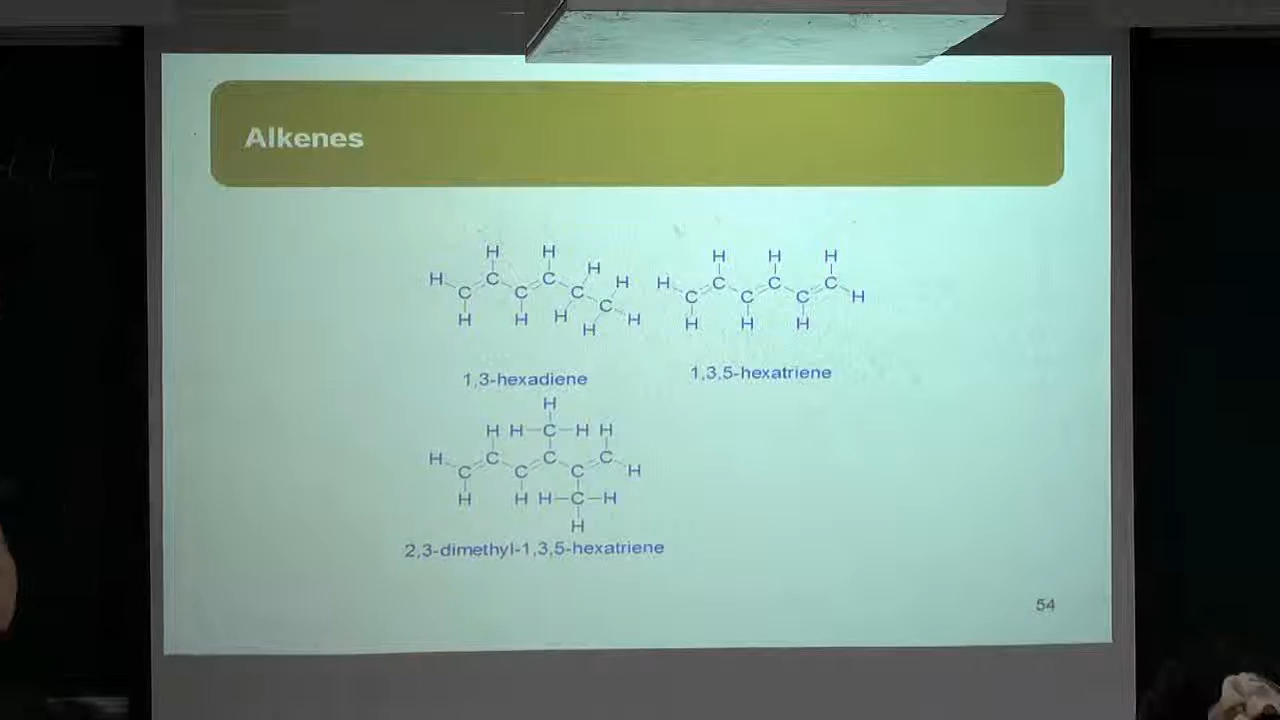 Alkenes
H H H H
H C C C C C C H
H H H H H
1,3-hexadiene
H H H
H C C C C C C H
H H H
1,3,5-hexatriene
H
H H C H H
H C C C C C C H
H H H C H
H
2,3-dimethyl-1,3,5-hexatriene
54